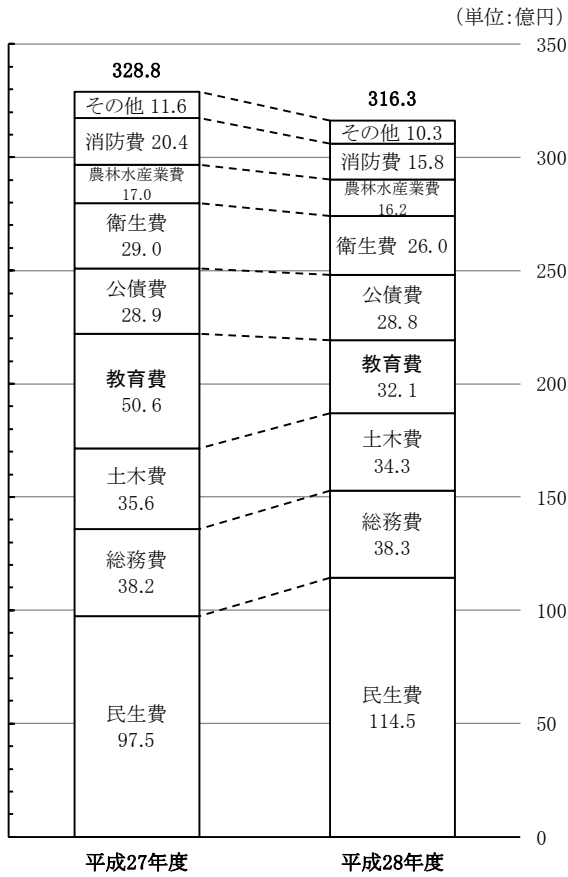 （単位：億円）
350
328.8
316.3
その他 11.6
その他 10.3
消防費 20.4
消防費 15.8
300
農林水産業費
17.0
農林水産業費
16.2
衛生費
29.0
衛生費 26.0
250
公債費
28.9
公債費
28.8
教育費
50.6
教育費
32.1
200
土木費
35.6
土木費
34.3
150
総務費
38.2
総務費
38.3
100
民生費
97.5
民生費
114.5
50
0
平成27年度
平成28年度